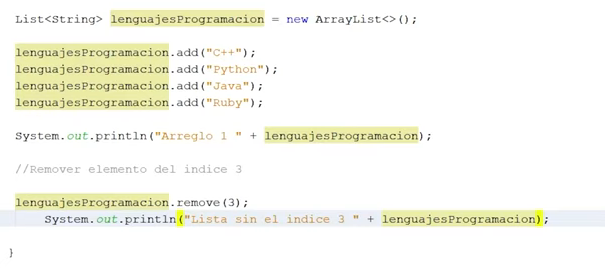 List<String> lenguajesProgramacion = new ArrayList<>();
lenguajesProgramacion.add("C++");
lenguajesProgramacion.add("Python");
lenguajesProgramacion.add("Java");
lenguajesProgramacion.add("Ruby");
System.out.println("Arreglo 1 " + lenguajesProgramacion);
//Remover elemento del indice 3
lenguajesProgramacion.remove(3);
System.out.println("Lista sin el indice 3 " + lenguajesProgramacion);
}